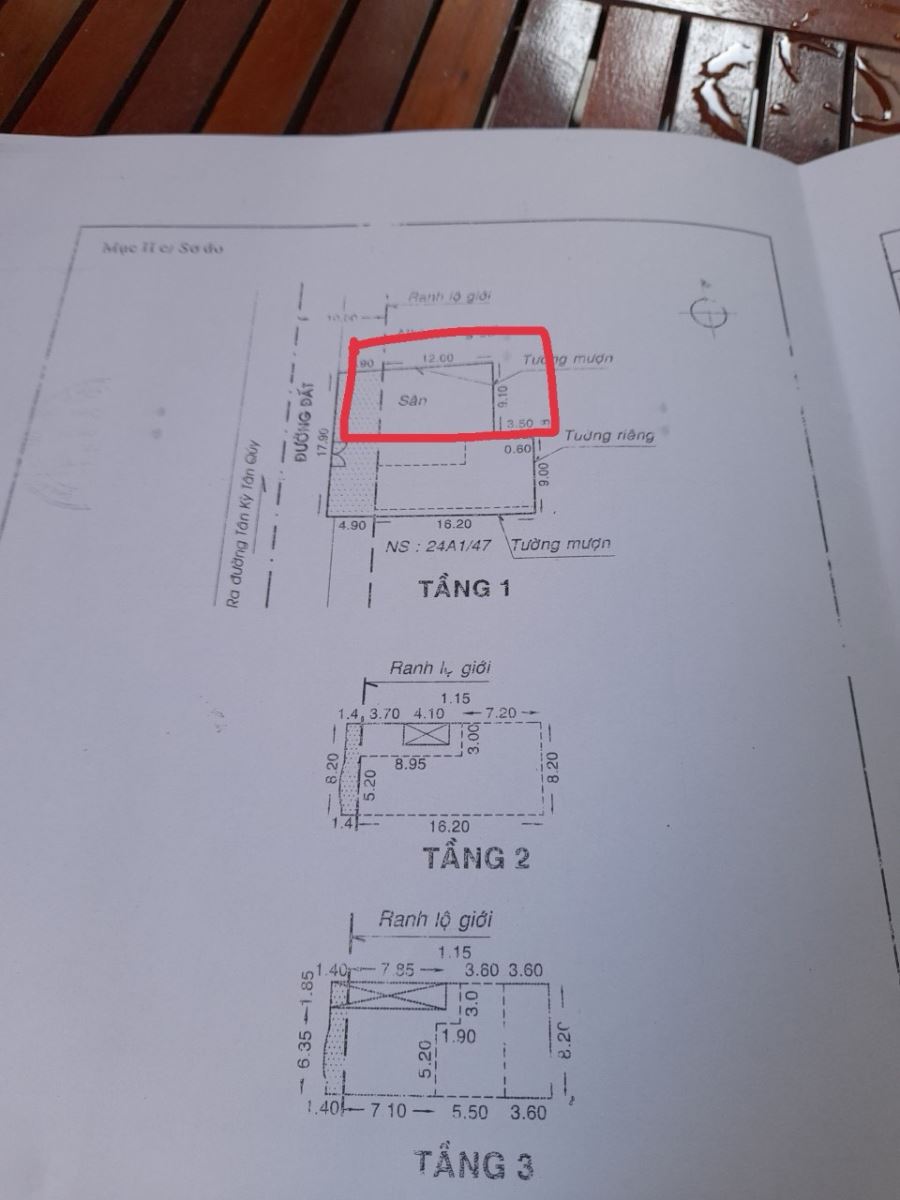 Mục II c/ Sơ đồ
Ranh lộ giới
12.00
Tường mượn
Sân
9.10
3.50
ĐƯỜNG ĐẤT
17.90
0.60
Tường riêng
9.00
Ra đường Tân Kỳ Tân Qúy
4.90
16.20
NS : 24A1/47
Tường mượn
TẦNG 1
Ranh giới
1.15
1.4
3.70
4.10
7.20
3.00
8.20
8.95
5.20
8.20
1.4
16.20
TẦNG 2
Ranh lộ giới
1.15
1.40
7.85
3.60
3.60
1.85
3.0
6.35
1.90
5.20
8.20
1.40
7.10
5.50
3.60
TẦNG 3